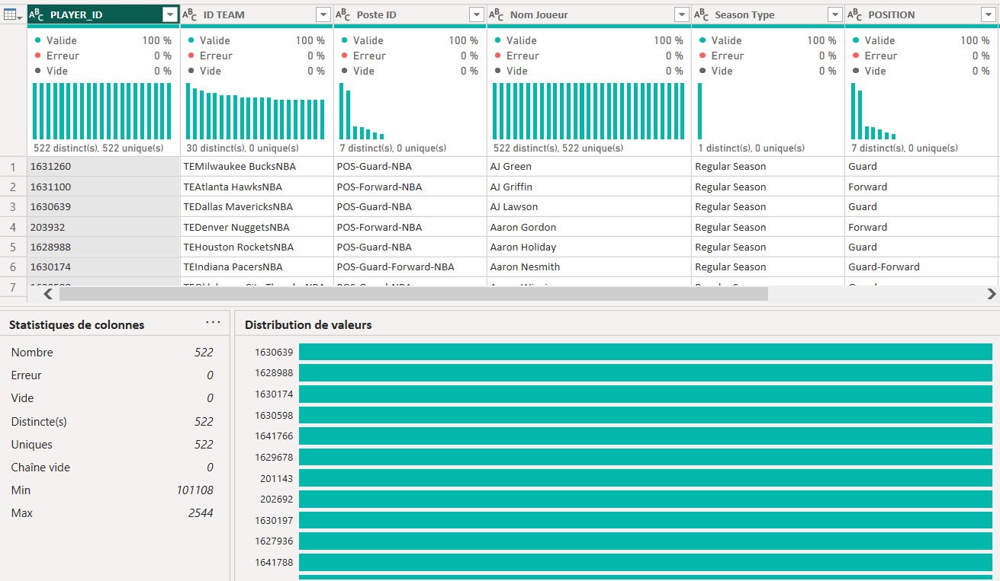 PLAYER_ID ID TEAM Poste ID Nom Joueur Season Type POSITION
Valide 100 % Valide 100 % Valide 100 % Valide 100 % Valide 100 % Valide 100 %
Erreur 0 % Erreur 0 % Erreur 0 % Erreur 0 % Erreur 0 % Erreur 0 %
Vide 0 % Vide 0 % Vide 0 % Vide 0 % Vide 0 % Vide 0 %
522 distinct(s), 522 unique(s) 30 distinct(s), 0 unique(s) 7 distinct(s), 0 unique(s) 522 distinct(s), 522 unique(s) 1 distinct(s), 0 unique(s) 7 distinct(s), 0 unique(s)
1 1631260 TEMilwaukee BucksNBA POS-Guard-NBA AJ Green Regular Season Guard
2 1631100 TEAtlanta HawksNBA POS-Forward-NBA AJ Griffin Regular Season Forward
3 1630639 TEDallas MavericksNBA POS-Guard-NBA AJ Lawson Regular Season Guard
4 203932 TEDenver NuggetsNBA POS-Forward-NBA Aaron Gordon Regular Season Forward
5 1628988 TEHouston RocketsNBA POS-Guard-NBA Aaron Holiday Regular Season Guard
6 1630174 TEIndiana PacersNBA POS-Guard-Forward-NBA Aaron Nesmith Regular Season Guard-Forward
7
Statistiques de colonnes ...
Nombre 522
Erreur 0
Vide 0
Distincte(s) 522
Uniques 522
Chaîne vide 0
Min 101108
Max 2544
Distribution de valeurs
1630639
1628988
1630174
1630598
1641766
1629678
201143
202692
1630197
1627936
1641788